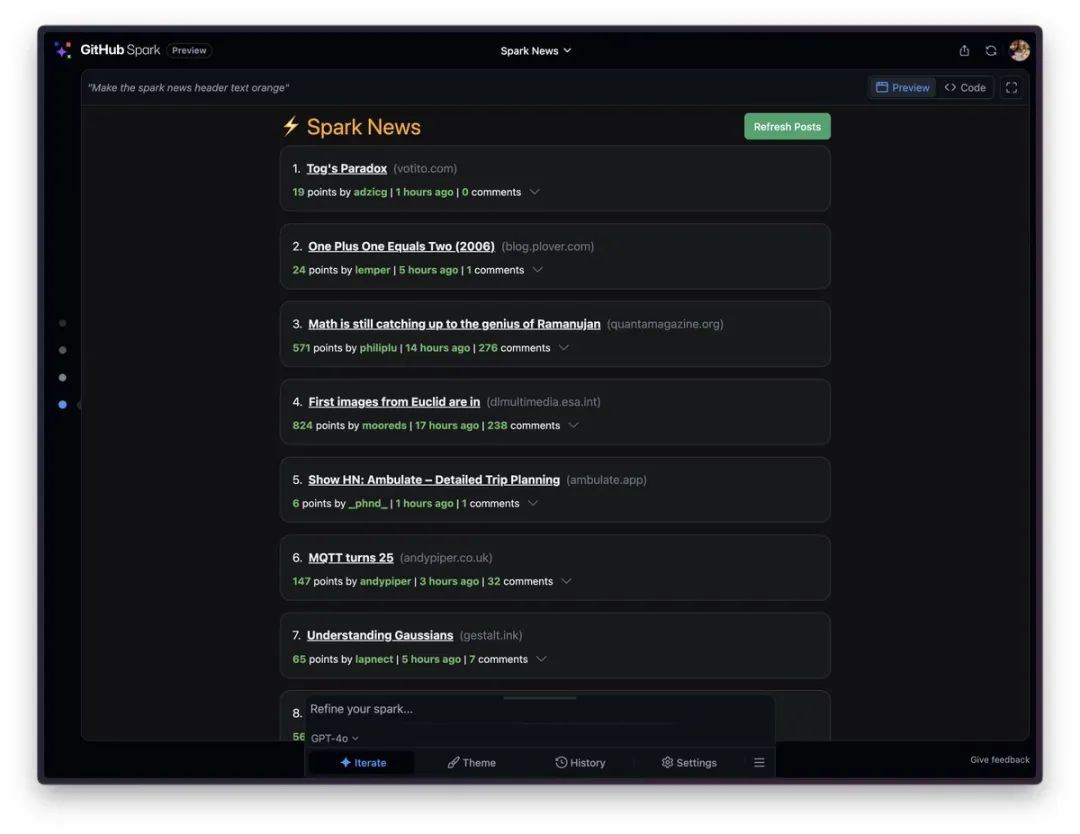 GitHub Spark Preview
Spark News
"Make the spark news header text orange"
Preview
Code
⚡ Spark News
Refresh Posts
1. Tog's Paradox (votito.com)
19 points by adzicg | 1 hours ago | 0 comments
2. One Plus One Equals Two (2006) (blog.plover.com)
24 points by lemper | 5 hours ago | 1 comments
3. Math is still catching up to the genius of Ramanujan (quantamagazine.org)
571 points by philiplu | 14 hours ago | 276 comments
4. First images from Euclid are in (dlmultimedia.esa.int)
824 points by mooreds | 17 hours ago | 238 comments
5. Show HN: Ambulate – Detailed Trip Planning (ambulate.app)
6 points by _phnd_ | 1 hours ago | 1 comments
6. MQTT turns 25 (andypiper.co.uk)
147 points by andypiper | 3 hours ago | 32 comments
7. Understanding Gaussians (gestalt.ink)
65 points by lapnect | 5 hours ago | 7 comments
8.
56
Refine your spark...
GPT-4o
Iterate
Theme
History
Settings
Give feedback